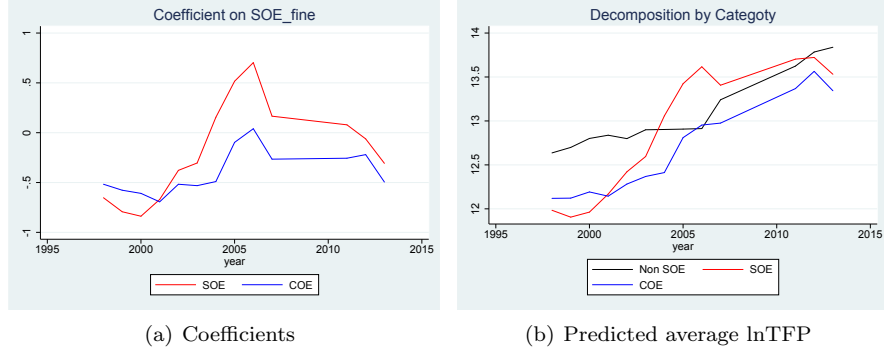 Coefficient on SOE_fine
1
.5
0
-.5
-1
1995 2000 2005 2010 2015
year
SOE COE
(a) Coefficients
Decomposition by Categoty
14
13.5
13
12.5
12
1995 2000 2005 2010 2015
year
Non SOE SOE
COE
(b) Predicted average lnTFP